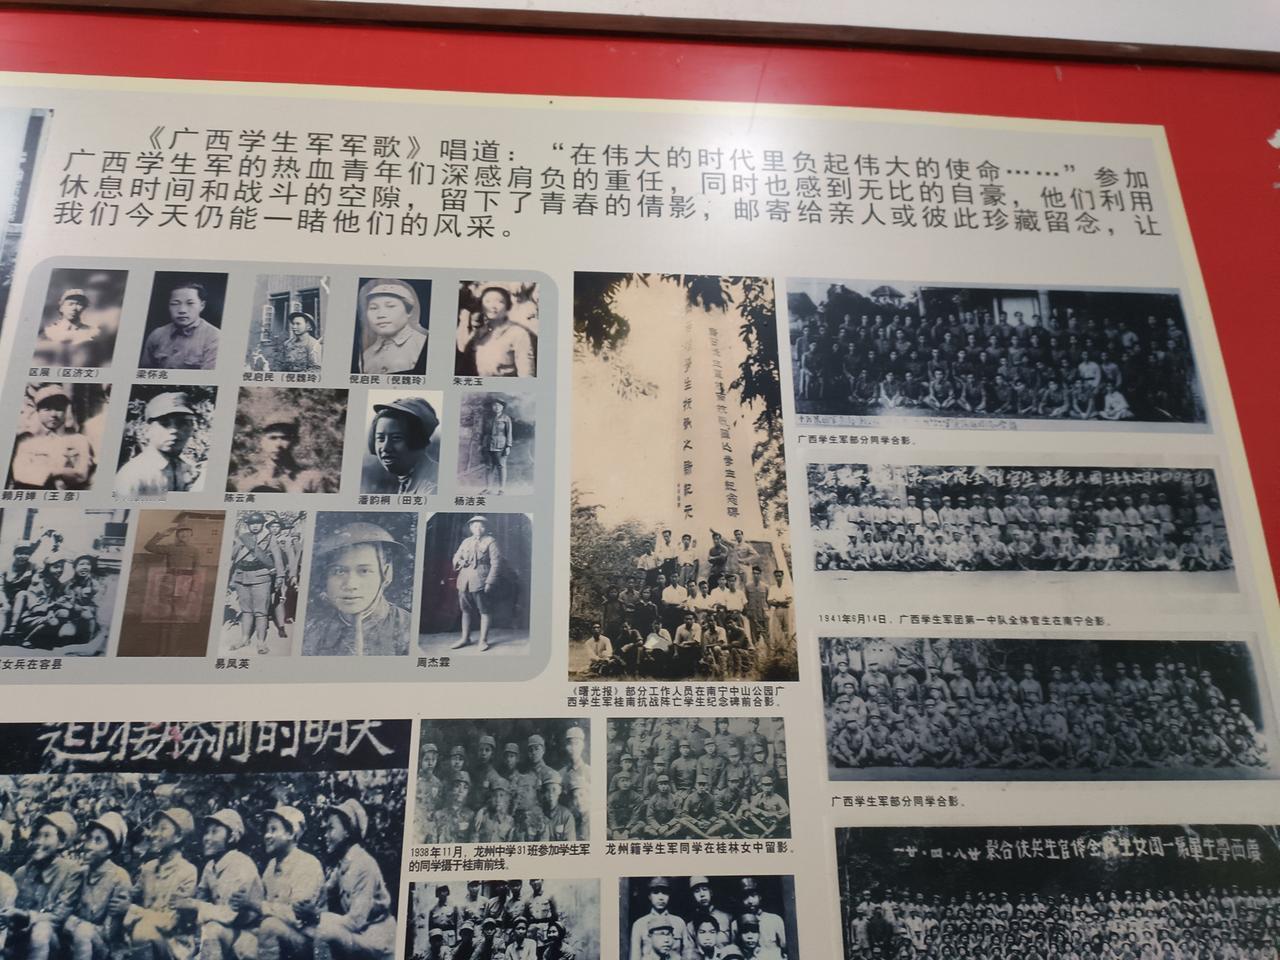 《广西学生军军歌》唱道：“在伟大的时代里负起伟大的使命……”参加
广西学生军的热血青年们深感肩负的重任，同时也感到无比的自豪，他们利用
休息时间和战斗的空隙，留下了青春的倩影，邮寄给亲人或彼此珍藏留念，让
我们今天仍能一睹他们的风采。
区展（区济文）
梁怀兆
倪启民（倪魏玲）
倪启民（倪魏玲）
朱光玉
赖月婵（王彦）
陈云高
潘韵桐（田克）
杨洁英
女兵在容县
易凤英
周杰霖
《曙光报》部分工作人员在南宁中山公园广
西学生军桂南抗战阵亡学生纪念碑前合影。
广西学生军部分同学合影。
1941年6月14日，广西学生军团第一中队全体官生在南宁合影。
广西学生军部分同学合影。
迎接胜利的明天
1938年11月，龙州中学31班参加学生军
的同学摄于桂南前线。
龙州籍学生军同学在桂林女中留影。